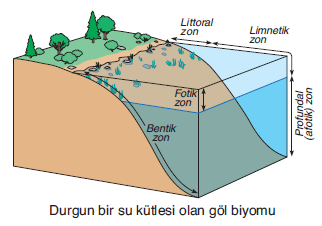 Littoral
zon
Limnetik
zon
Fotik
zon
Profundal
(afotik) zon
Bentik
zon
Durgun bir su kütlesi olan göl biyomu